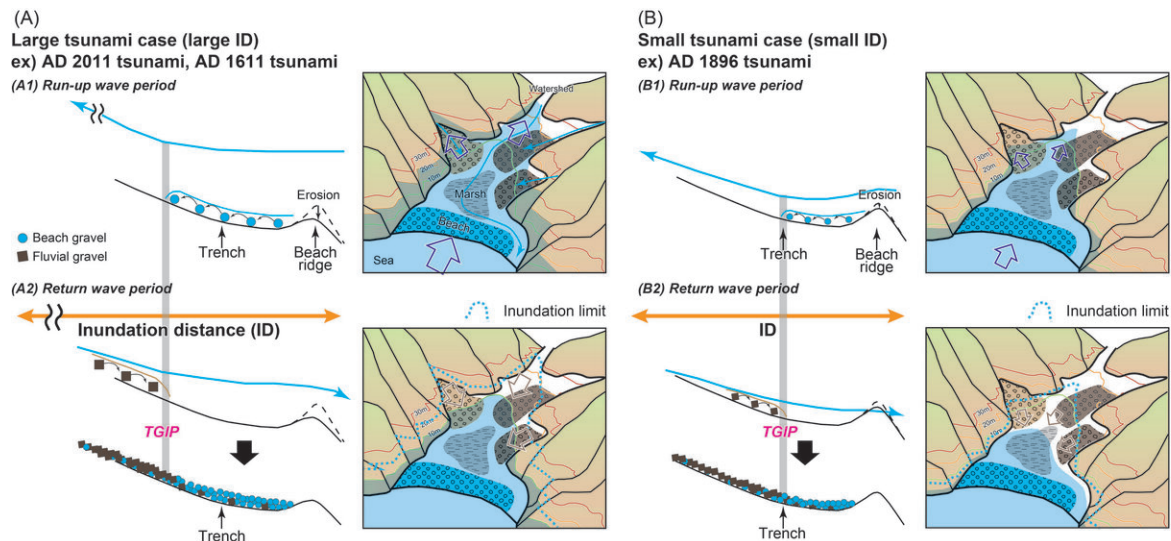 (A)
Large tsunami case (large ID)
ex) AD 2011 tsunami, AD 1611 tsunami
(A1) Run-up wave period
Erosion
Beach gravel
Fluvial gravel
Trench
Beach
ridge
Watershed
30m
20m
10m
Marsh
Beach
Sea
(A2) Return wave period
Inundation limit
Inundation distance (ID)
TGIP
Trench
30m
20m
10m
(B)
Small tsunami case (small ID)
ex) AD 1896 tsunami
(B1) Run-up wave period
Erosion
Trench
Beach
ridge
30m
20m
10m
(B2) Return wave period
Inundation limit
ID
TGIP
Trench
30m
20m
10m